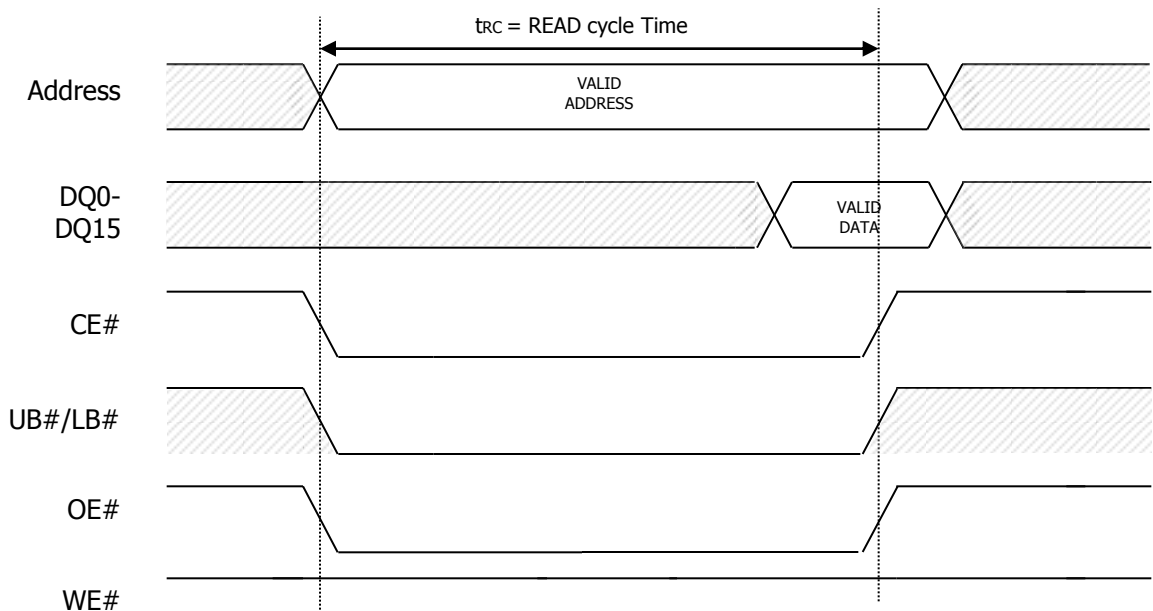 tRC = READ cycle Time
Address
VALID
ADDRESS
DQ0-
DQ15
VALID
DATA
CE#
UB#/LB#
OE#
WE#